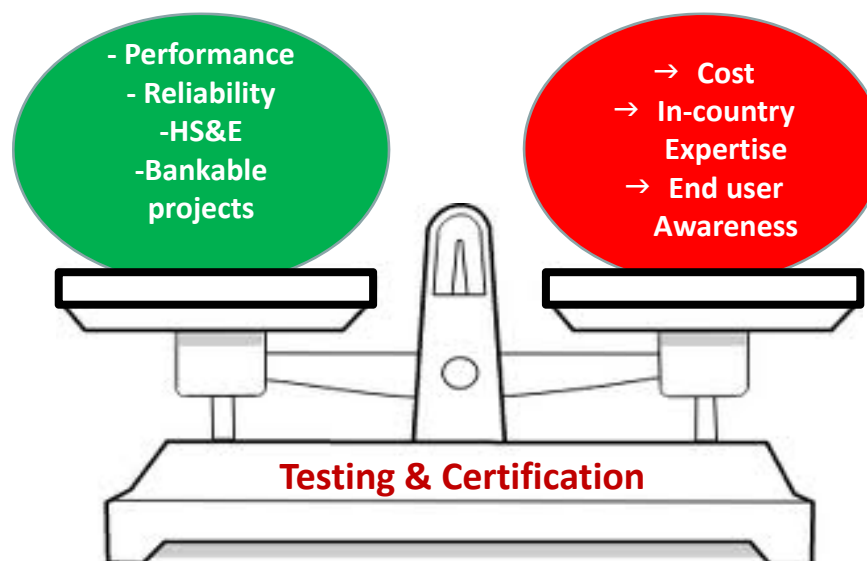 - Performance
- Reliability
-HS&E
-Bankable
projects
→ Cost
→ In-country
Expertise
→ End user
Awareness
Testing & Certification